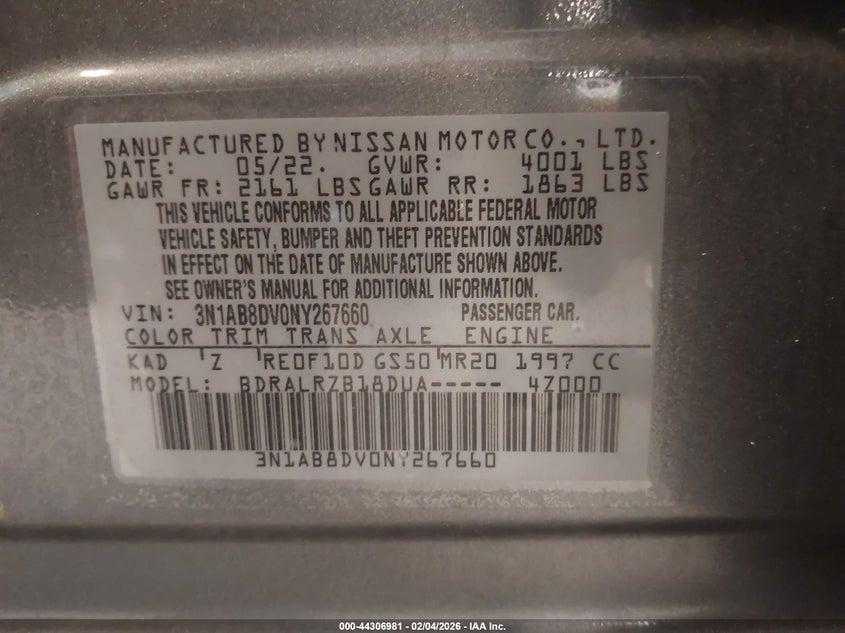 MANUFACTURED BY NISSAN MOTOR CO., LTD.
DATE: 05/22. GVWR: 4001 LBS
GAWR FR: 2161 LBS GAWR RR: 1863 LBS
THIS VEHICLE CONFORMS TO ALL APPLICABLE FEDERAL MOTOR
VEHICLE SAFETY, BUMPER AND THEFT PREVENTION STANDARDS
IN EFFECT ON THE DATE OF MANUFACTURE SHOWN ABOVE.
SEE OWNER'S MANUAL FOR ADDITIONAL INFORMATION.
VIN: 3N1AB8DV0NY267660 PASSENGER CAR.
COLOR TRIM TRANS AXLE ENGINE
KAD Z RE0F10D GS50 MR20 1997 CC
MODEL: BDRALRZB18DUA----- 4Z000
3N1AB8DV0NY267660
000-44306981 - 02/04/2026 - IAA Inc.